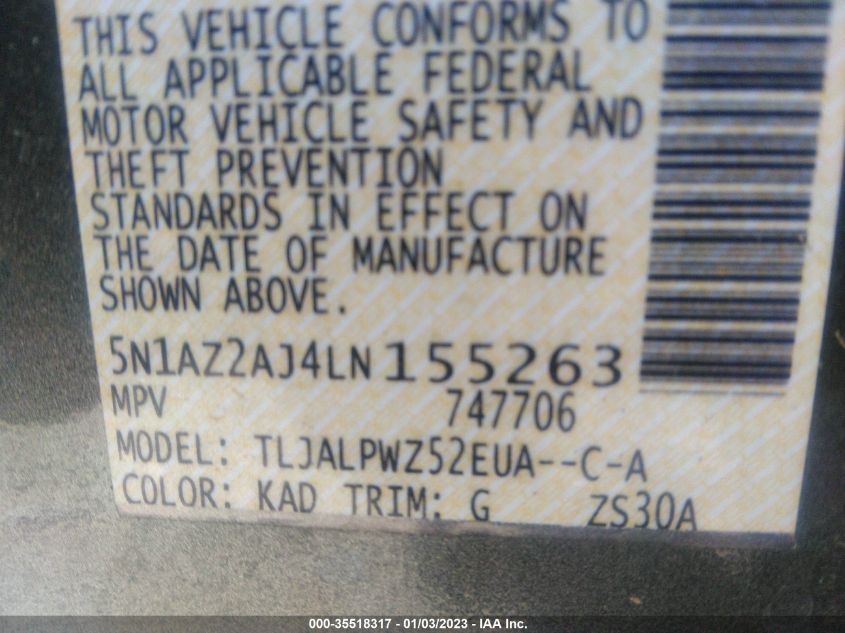 THIS VEHICLE CONFORMS TO
ALL APPLICABLE FEDERAL
MOTOR VEHICLE SAFETY AND
THEFT PREVENTION
STANDARDS IN EFFECT ON
THE DATE OF MANUFACTURE
SHOWN ABOVE.
5N1AZ2AJ4LN155263
MPV 747706
MODEL: TLJALPWZ52EUA--C-A
COLOR: KAD TRIM: G ZS30A
000-35518317 - 01/03/2023 - IAA Inc.